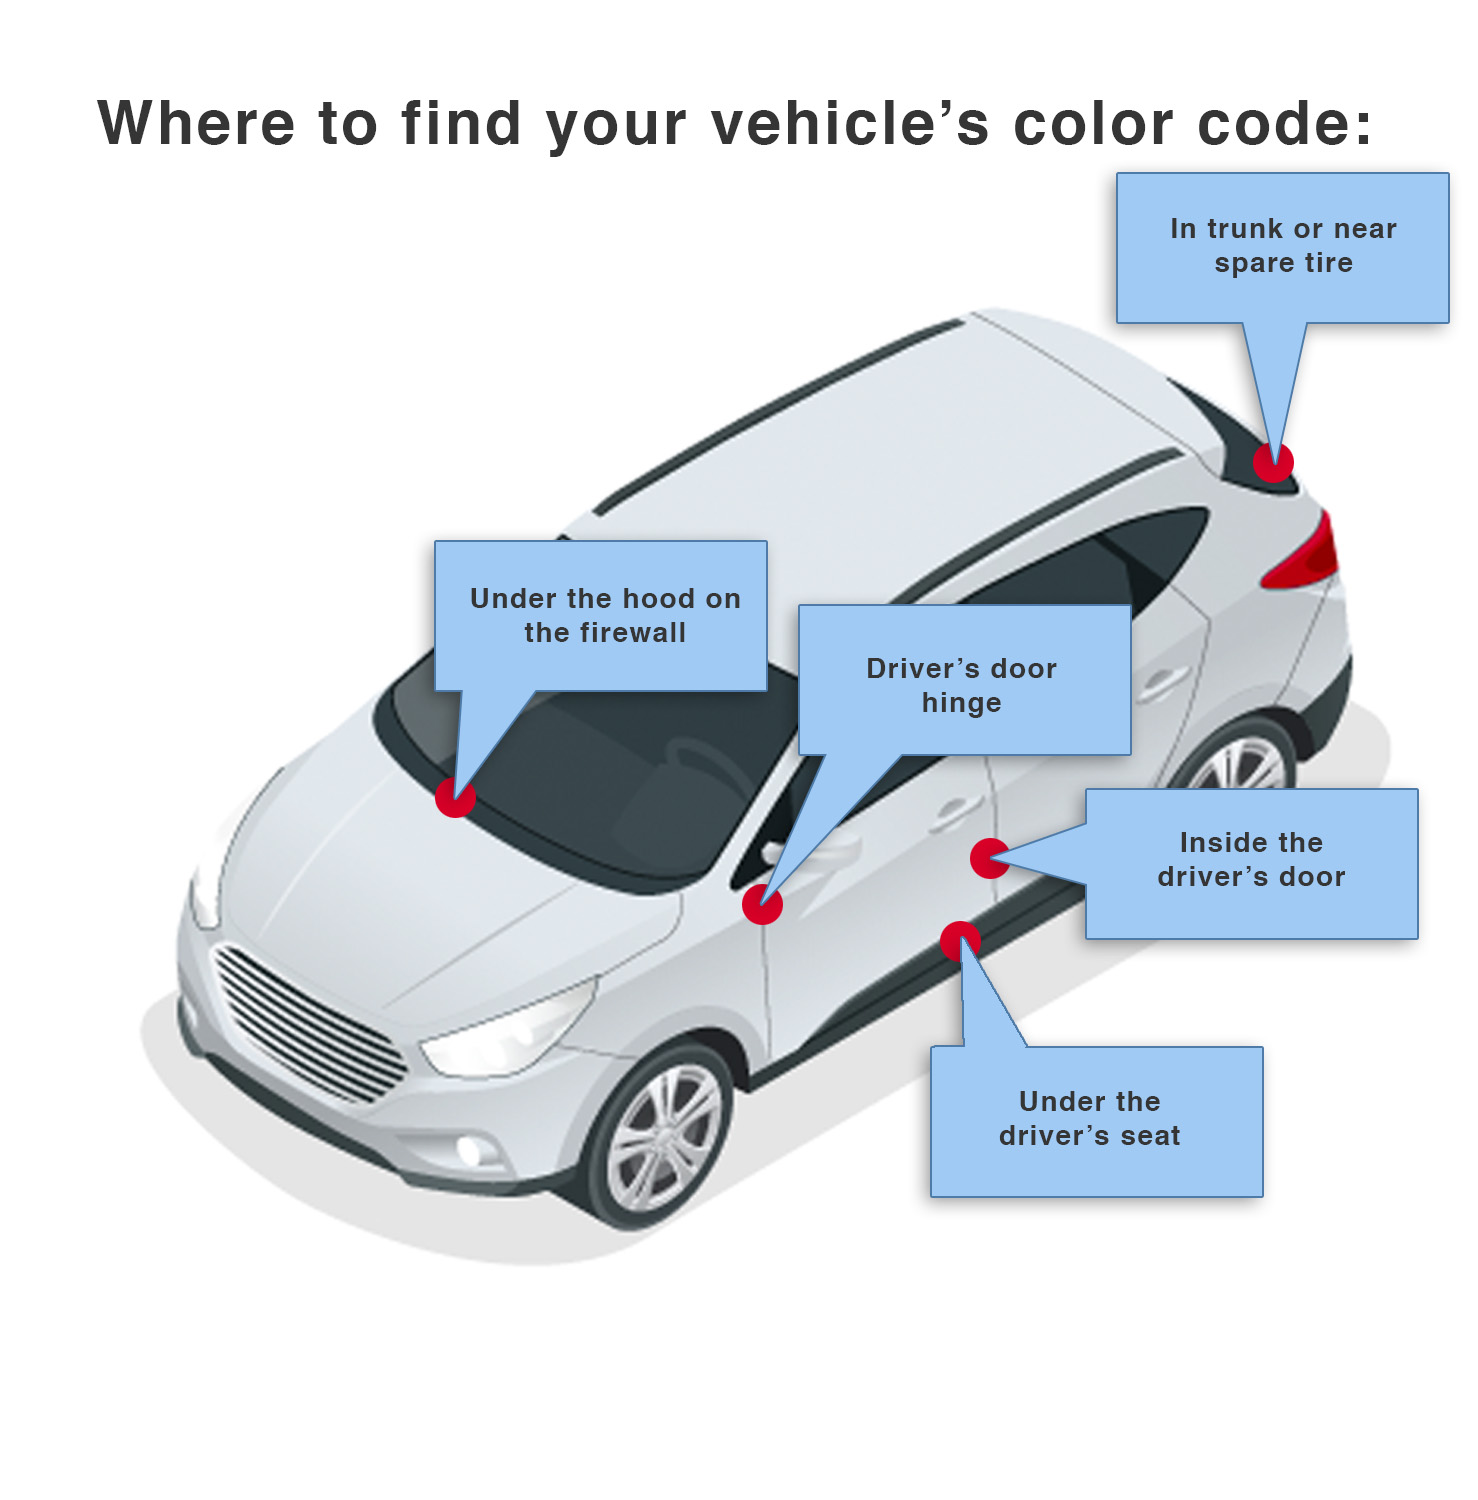 Where to find your vehicle’s color code:
In trunk or near
spare tire
Under the hood on
the firewall
Driver’s door
hinge
Inside the
driver’s door
Under the
driver’s seat